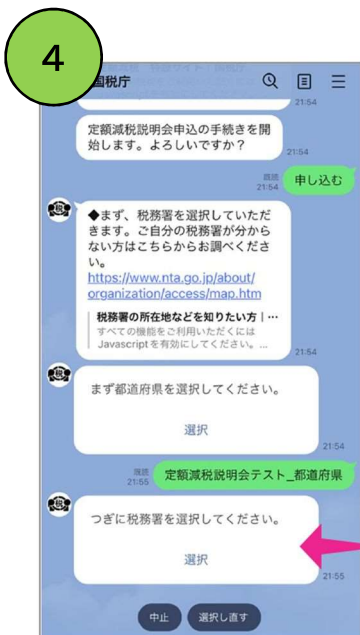 4
国税庁
21:54
定額減税説明会申込の手続きを開
始します。よろしいですか?
21:54
既読
21:54
申し込む
税
◆まず、税務署を選択していただ
きます。ご自分の税務署が分から
ない方はこちらからお調べくださ
い。
https://www.nta.go.jp/about/
organization/access/map.htm
税務署の所在地などを知りたい方|…
すべての機能をご利用いただくには
Javascriptを有効にしてください。...
21:54
税
まず都道府県を選択してください。
選択
21:54
既読
21:55
定額減税説明会テスト_都道府県
税
つぎに税務署を選択してください。
選択
21:55
中止
選択し直す